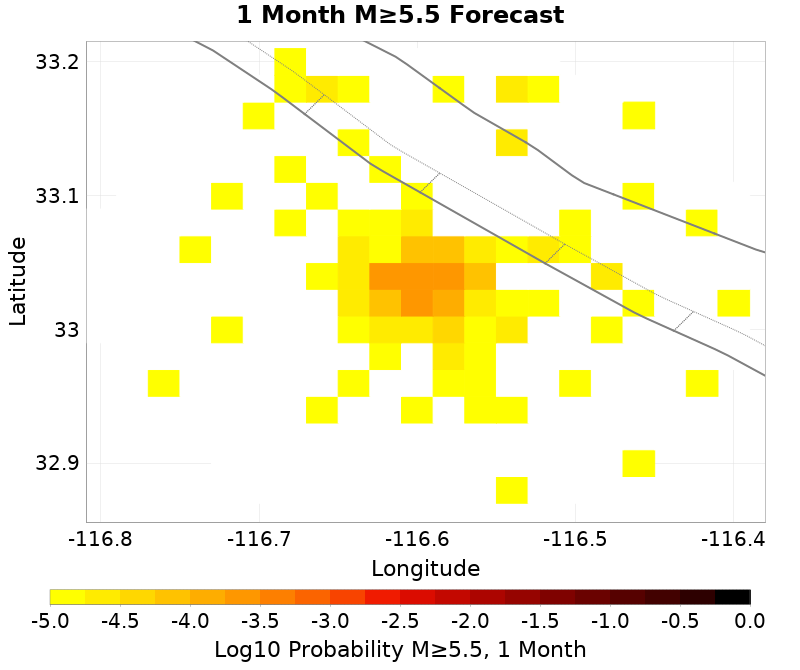 1 Month M≥5.5 Forecast
33.2
33.1
33
32.9
Latitude
-116.8 -116.7 -116.6 -116.5 -116.4
Longitude
-5.0 -4.5 -4.0 -3.5 -3.0 -2.5 -2.0 -1.5 -1.0 -0.5 0.0
Log10 Probability M≥5.5, 1 Month